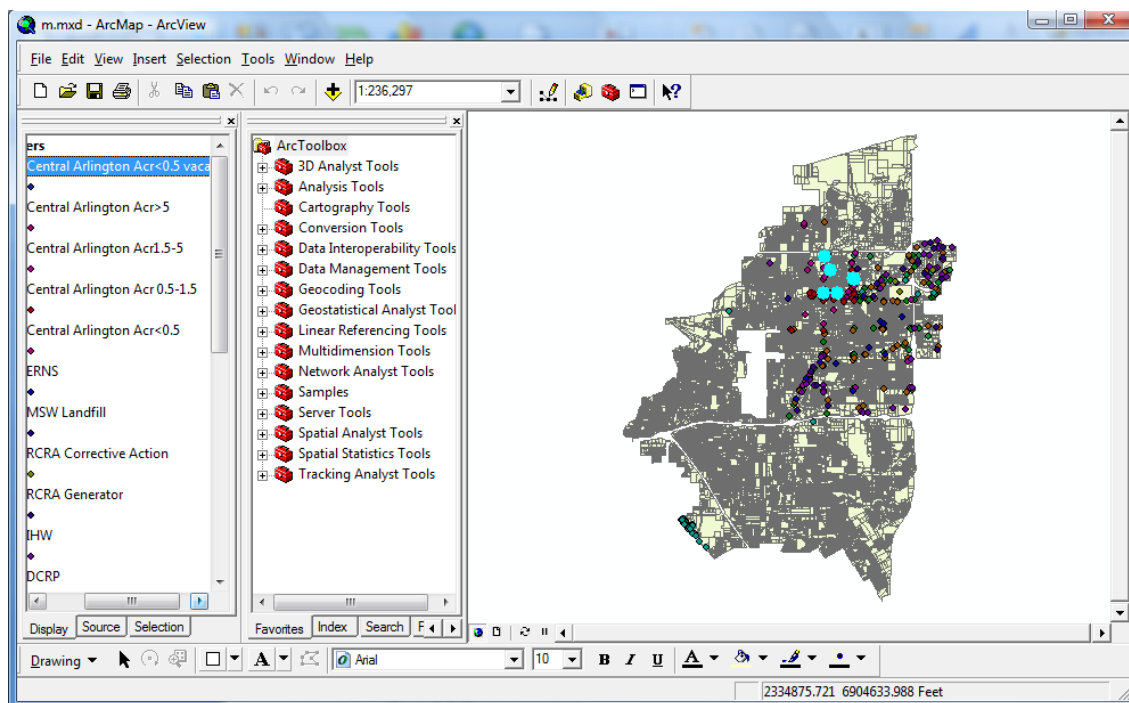 m.mxd - ArcMap - ArcView
File Edit View Insert Selection Tools Window Help
1:236,297
ers
Central Arlington Acr<0.5 vaca
Central Arlington Acr>5
Central Arlington Acr1.5-5
Central Arlington Acr 0.5-1.5
Central Arlington Acr<0.5
ERNS
MSW Landfill
RCRA Corrective Action
RCRA Generator
IHW
DCRP
Display Source Selection
ArcToolbox
3D Analyst Tools
Analysis Tools
Cartography Tools
Conversion Tools
Data Interoperability Tools
Data Management Tools
Geocoding Tools
Geostatistical Analyst Tool
Linear Referencing Tools
Multidimension Tools
Network Analyst Tools
Samples
Server Tools
Spatial Analyst Tools
Spatial Statistics Tools
Tracking Analyst Tools
Favorites Index Search
Drawing A Arial 10 B I U A
2334875.721 6904633.988 Feet